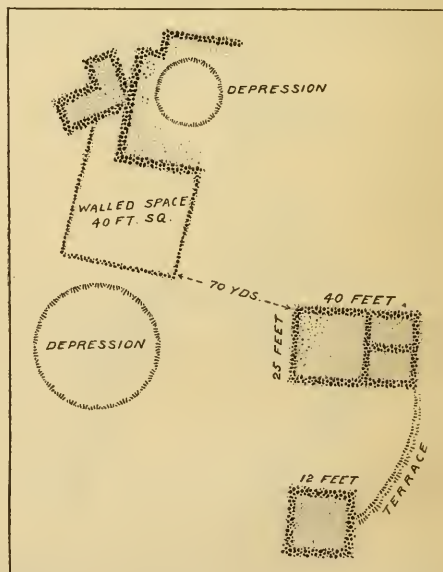 DEPRESSION
WALLED SPACE
40 FT. SQ.
70 YDS.
40 FEET
25 FEET
DEPRESSION
12 FEET
TERRACE